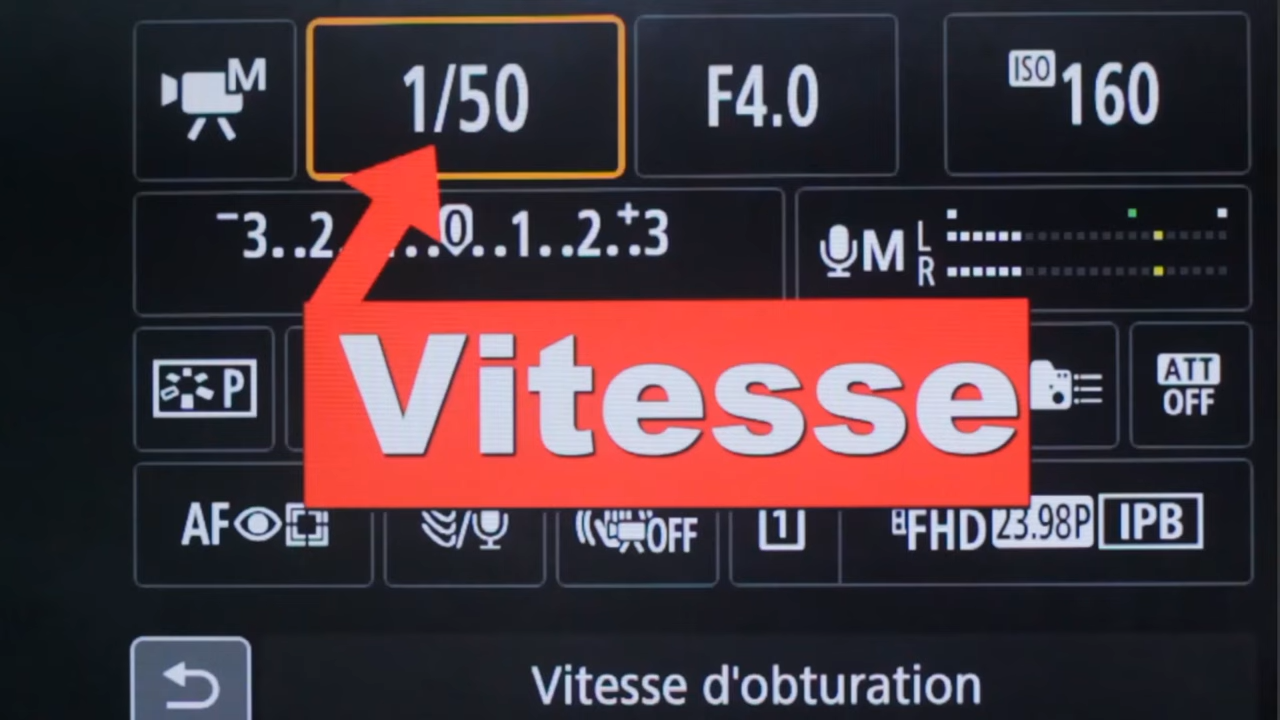 M 1/50 F4.0 ISO 160
-3..2. ..0..1..2.+3 M L
R
P ATT
OFF
Vitesse
AF / OFF 1 FHD 23.98P IPB
Vitesse d'obturation